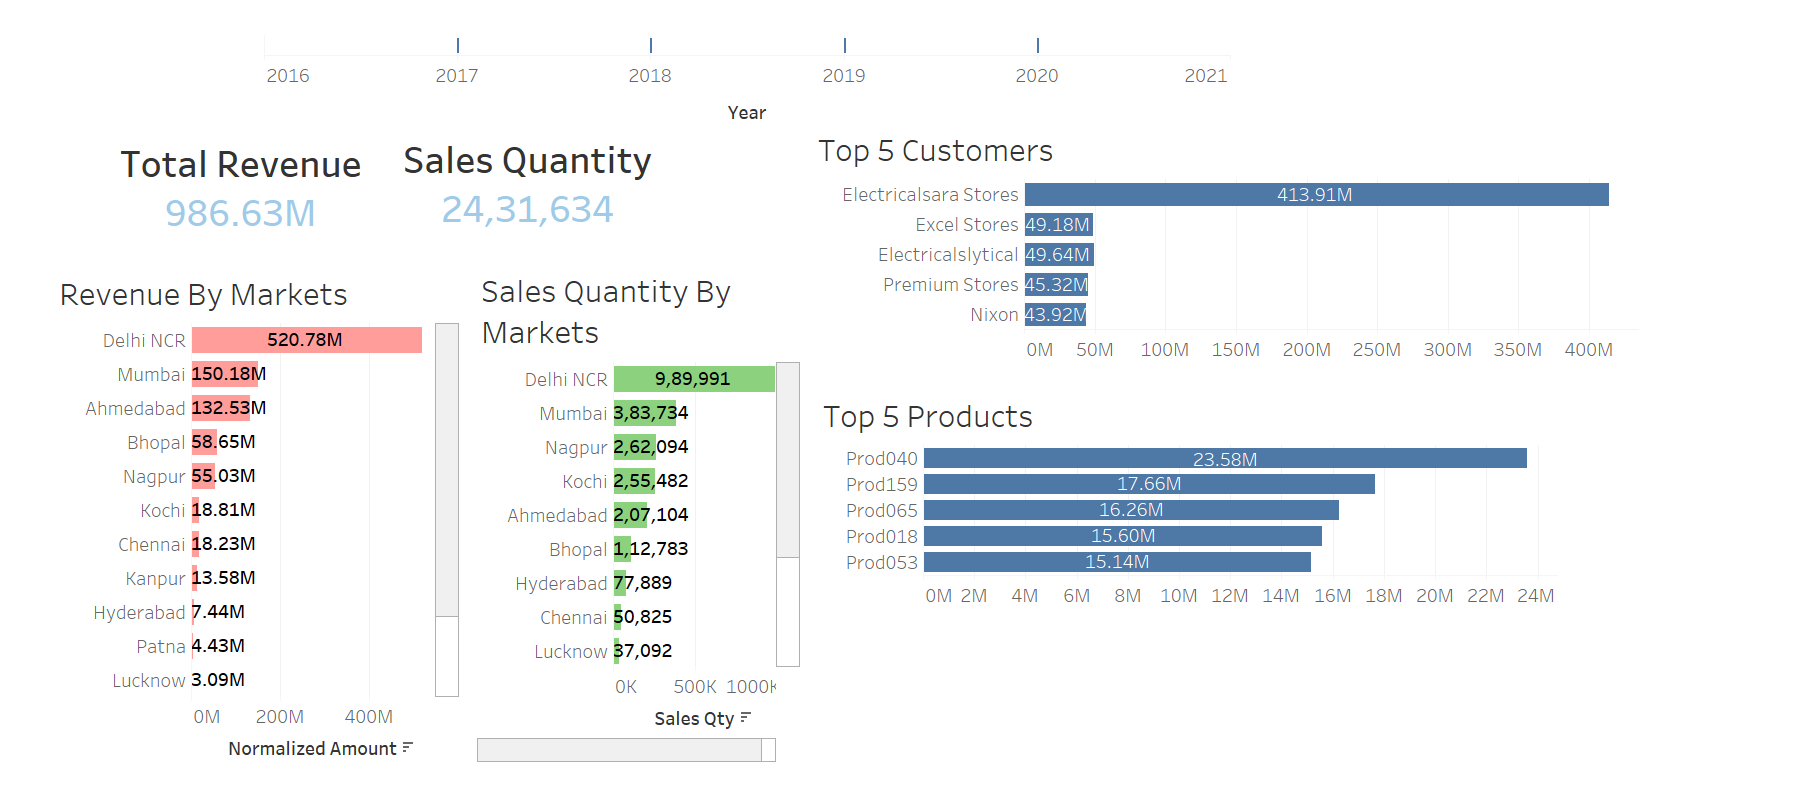 2016 2017 2018 2019 2020 2021
Year
Total Revenue
986.63M
Sales Quantity
24,31,634
Revenue By Markets
Delhi NCR 520.78M
Mumbai 150.18M
Ahmedabad 132.53M
Bhopal 58.65M
Nagpur 55.03M
Kochi 18.81M
Chennai 18.23M
Kanpur 13.58M
Hyderabad 7.44M
Patna 4.43M
Lucknow 3.09M
0M 200M 400M
Normalized Amount
Sales Quantity By
Markets
Delhi NCR 9,89,991
Mumbai 3,83,734
Nagpur 2,62,094
Kochi 2,55,482
Ahmedabad 2,07,104
Bhopal 1,12,783
Hyderabad 77,889
Chennai 50,825
Lucknow 37,092
0K 500K 1000K
Sales Qty
Top 5 Customers
Electricalsara Stores 413.91M
Excel Stores 49.18M
Electricalslytical 49.64M
Premium Stores 45.32M
Nixon 43.92M
0M 50M 100M 150M 200M 250M 300M 350M 400M
Top 5 Products
Prod040 23.58M
Prod159 17.66M
Prod065 16.26M
Prod018 15.60M
Prod053 15.14M
0M 2M 4M 6M 8M 10M 12M 14M 16M 18M 20M 22M 24M